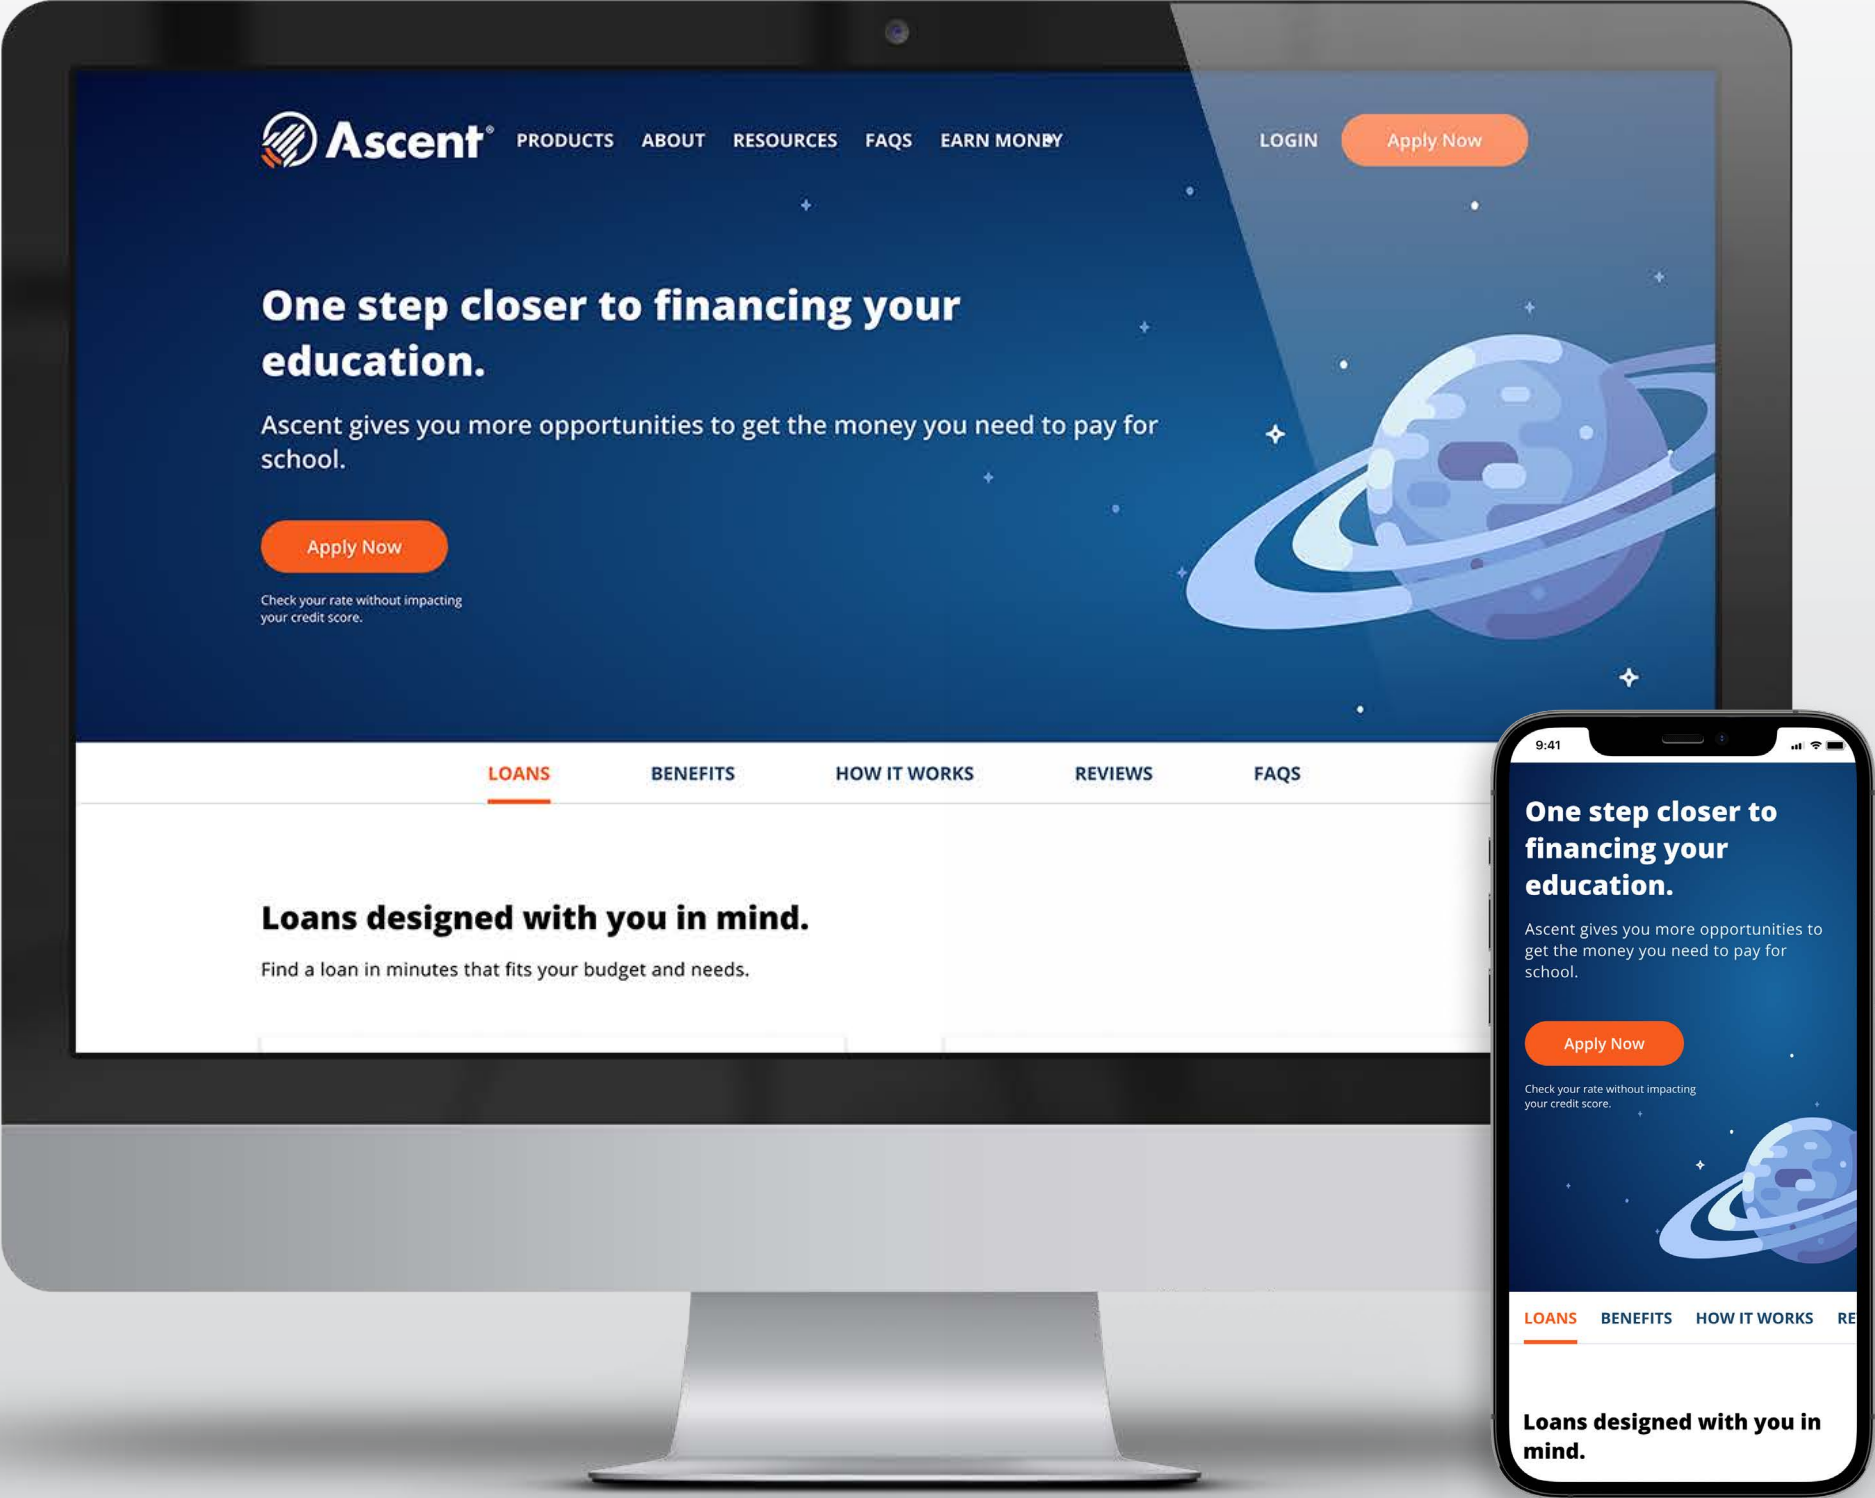 Ascent®
PRODUCTS ABOUT RESOURCES FAQS EARN MONEY
LOGIN Apply Now
One step closer to financing your
education.
Ascent gives you more opportunities to get the money you need to pay for
school.
Apply Now
Check your rate without impacting
your credit score.
LOANS BENEFITS HOW IT WORKS REVIEWS FAQS
Loans designed with you in mind.
Find a loan in minutes that fits your budget and needs.
9:41
One step closer to
financing your
education.
Ascent gives you more opportunities to
get the money you need to pay for
school.
Apply Now
Check your rate without impacting
your credit score.
LOANS BENEFITS HOW IT WORKS RE
Loans designed with you in
mind.